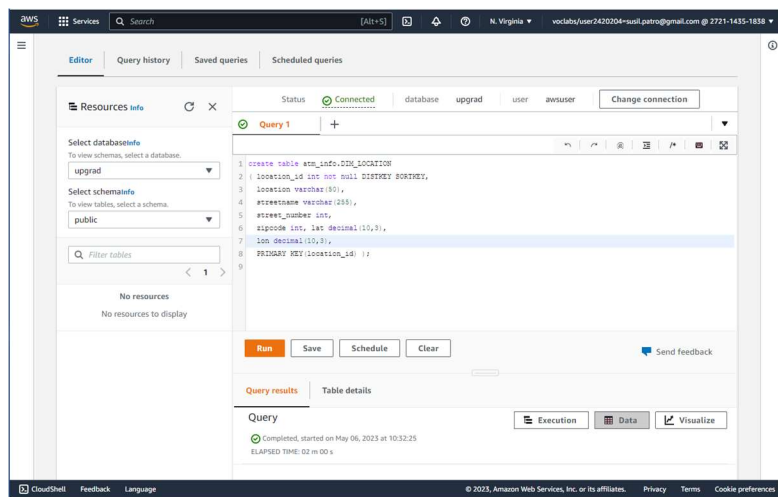 aws Services Search [Alt+S] N. Virginia voclabs/user2420204=susil.patro@gmail.com @ 2721-1435-1838
Editor Query history Saved queries Scheduled queries
Resources Info
Select databaseInfo
To view schemas, select a database.
upgrad
Select schemaInfo
To view tables, select a schema.
public
Filter tables
1
No resources
No resources to display
Status Connected database upgrad user awsuser Change connection
Query 1 +
1 create table atm_info.DIM_LOCATION
2 ( location_id int not null DISTKEY SORTKEY,
3 location varchar(50),
4 streetname varchar(255),
5 street_number int,
6 zipcode int, lat decimal(10,3),
7 lon decimal(10,3),
8 PRIMARY KEY(location_id) );
9
Run Save Schedule Clear
Send feedback
Query results Table details
Query Execution Data Visualize
Completed, started on May 06, 2023 at 10:32:25
ELAPSED TIME: 02 m 00 s
CloudShell Feedback Language © 2023, Amazon Web Services, Inc. or its affiliates. Privacy Terms Cookie preferences